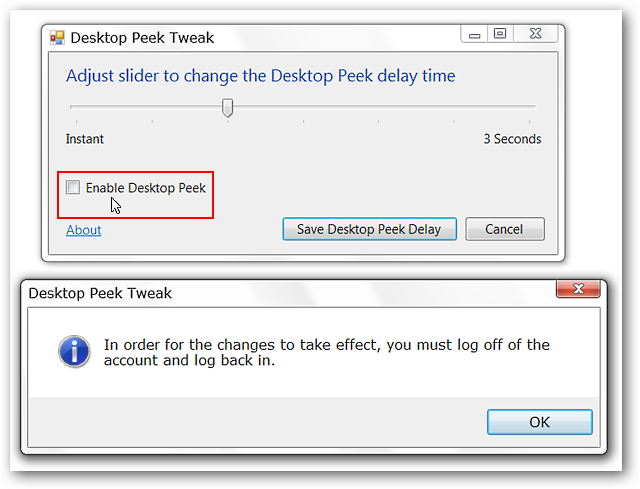 Desktop Peek Tweak
Adjust slider to change the Desktop Peek delay time
Instant
3 Seconds
Enable Desktop Peek
About
Save Desktop Peek Delay
Cancel
Desktop Peek Tweak
In order for the changes to take effect, you must log off of the
account and log back in.
OK